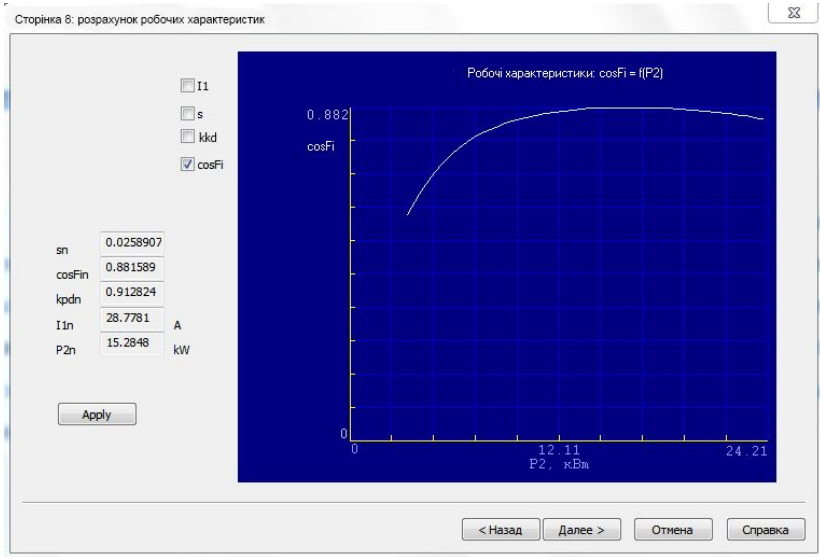 Сторінка 8: розрахунок робочих характеристик
I1
s
kkd
cosFi
sn 0.0258907
cosFin 0.881589
kpdn 0.912824
I1n 28.7781 A
P2n 15.2848 kW
Apply
Робочі характеристики: cosFi = f(P2)
0.882
cosFi
0
0 12.11 24.21
P2, кВт
< Назад Далее > Отмена Справка